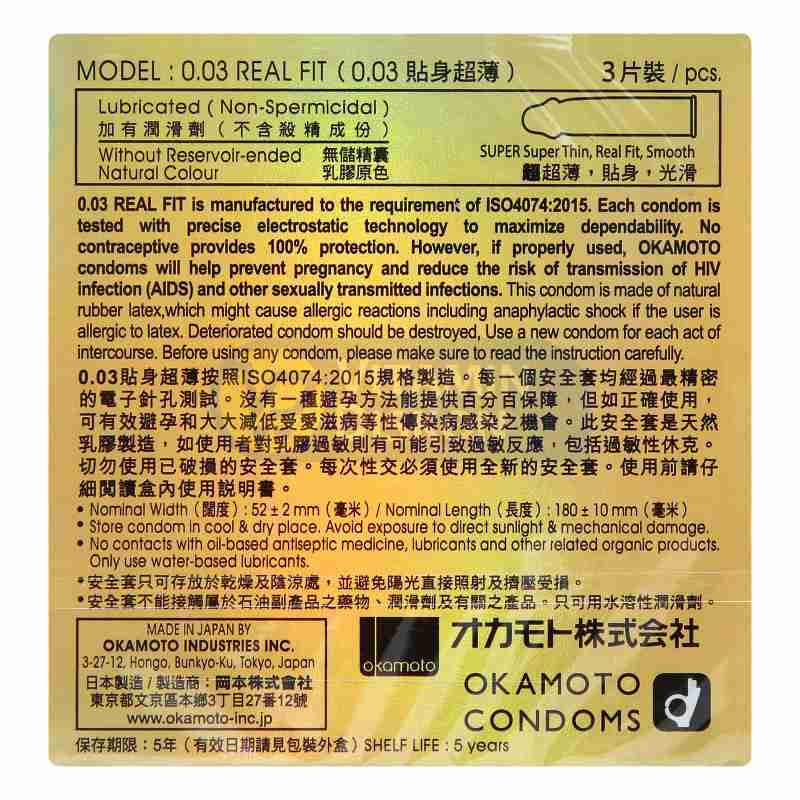 MODEL : 0.03 REAL FIT ( 0.03 貼身超薄 ) 3片裝 / pcs.
Lubricated ( Non-Spermicidal )
加有潤滑劑 ( 不含殺精成份 )
Without Reservoir-ended 無儲精囊
Natural Colour 乳膠原色
SUPER Super Thin, Real Fit, Smooth
超超薄，貼身，光滑
0.03 REAL FIT is manufactured to the requirement of ISO4074:2015. Each condom is
tested with precise electrostatic technology to maximize dependability. No
contraceptive provides 100% protection. However, if properly used, OKAMOTO
condoms will help prevent pregnancy and reduce the risk of transmission of HIV
infection (AIDS) and other sexually transmitted infections. This condom is made of natural
rubber latex,which might cause allergic reactions including anaphylactic shock if the user is
allergic to latex. Deteriorated condom should be destroyed, Use a new condom for each act of
intercourse. Before using any condom, please make sure to read the instruction carefully.
0.03貼身超薄按照ISO4074:2015規格製造。每一個安全套均經過最精密
的電子針孔測試。沒有一種避孕方法能提供百分百保障，但如正確使用，
可有效避孕和大大減低受愛滋病等性傳染病感染之機會。此安全套是天然
乳膠製造，如使用者對乳膠過敏則有可能引致過敏反應，包括過敏性休克。
切勿使用已破損的安全套。每次性交必須使用全新的安全套。使用前請仔
細閱讀盒內使用說明書。
• Nominal Width (闊度) : 52 ± 2 mm (毫米) / Nominal Length (長度) : 180 ± 10 mm (毫米)
• Store condom in cool & dry place. Avoid exposure to direct sunlight & mechanical damage.
• No contacts with oil-based antiseptic medicine, lubricants and other related organic products.
Only use water-based lubricants.
•安全套只可存放於乾燥及陰涼處，並避免陽光直接照射及擠壓受損。
•安全套不能接觸屬於石油副產品之藥物、潤滑劑及有關之產品。只可用水溶性潤滑劑。
MADE IN JAPAN BY
OKAMOTO INDUSTRIES INC.
3-27-12, Hongo, Bunkyo-Ku, Tokyo, Japan
日本製造 / 製造商：岡本株式會社
東京都文京區本鄉3丁目27番12號
www.okamoto-inc.jp
okamoto
オカモト株式会社
OKAMOTO
CONDOMS
保存期限：5年 (有效日期請見包裝外盒) SHELF LIFE : 5 years